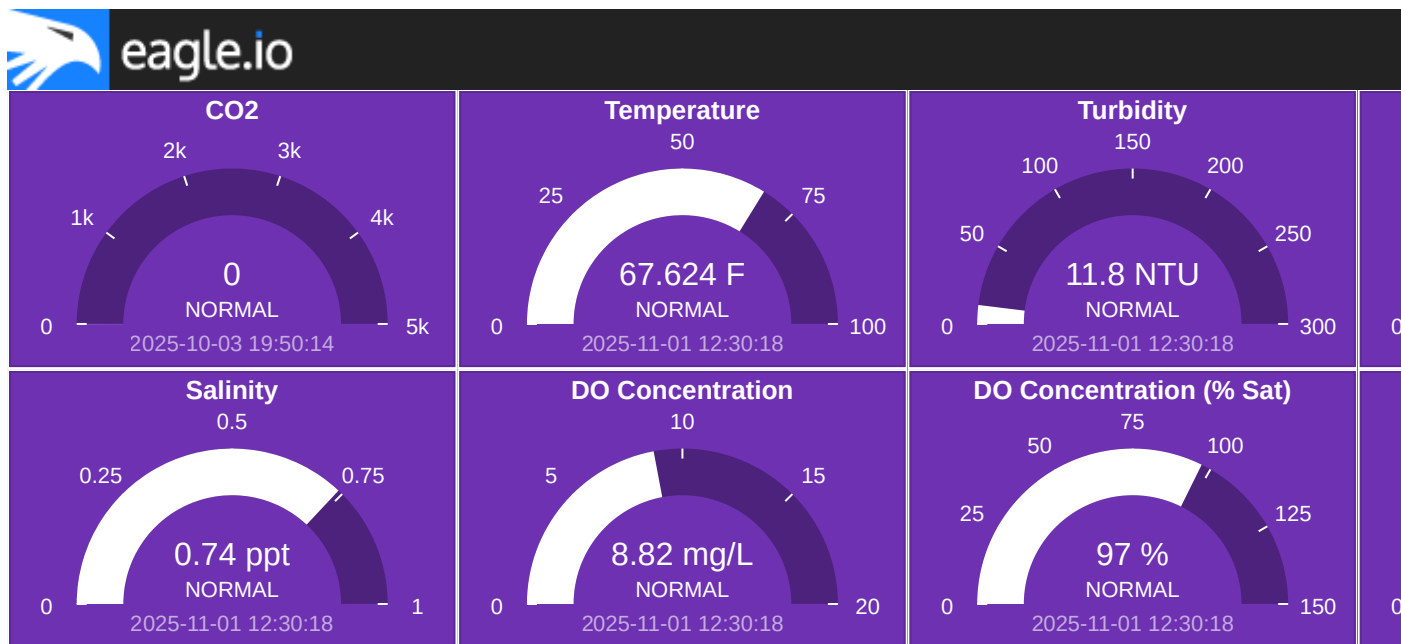 eagle.io
CO2
0
1k
2k
3k
4k
5k
0
NORMAL
2025-10-03 19:50:14
Temperature
0
25
50
75
100
67.624 F
NORMAL
2025-11-01 12:30:18
Turbidity
0
50
100
150
200
250
300
11.8 NTU
NORMAL
2025-11-01 12:30:18
0
Salinity
0
0.25
0.5
0.75
1
0.74 ppt
NORMAL
2025-11-01 12:30:18
DO Concentration
0
5
10
15
20
8.82 mg/L
NORMAL
2025-11-01 12:30:18
DO Concentration (% Sat)
0
25
50
75
100
125
150
97 %
NORMAL
2025-11-01 12:30:18
0